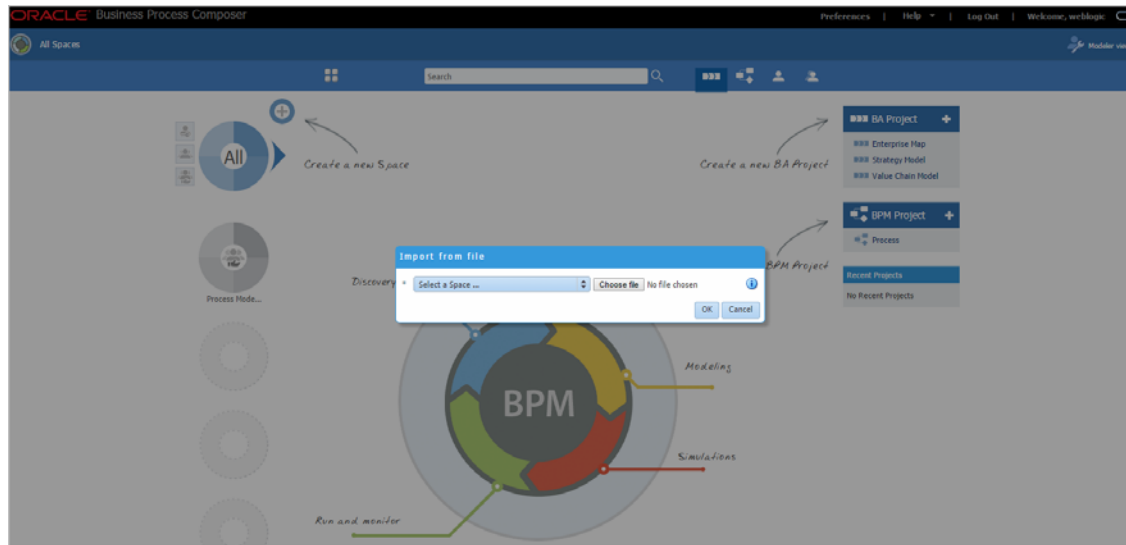 ORACLE Business Process Composer
Preferences | Help | Log Out | Welcome, weblogic
All Spaces
Modeler view
Search
All
Create a new Space
Create a new BA Project
BA Project
Enterprise Map
Strategy Model
Value Chain Model
BPM Project
Process
BPM Project
Process Mode...
Import from file
Discovery
* Select a Space ... Choose file No file chosen
OK Cancel
Recent Projects
No Recent Projects
Modeling
BPM
Simulations
Run and monitor